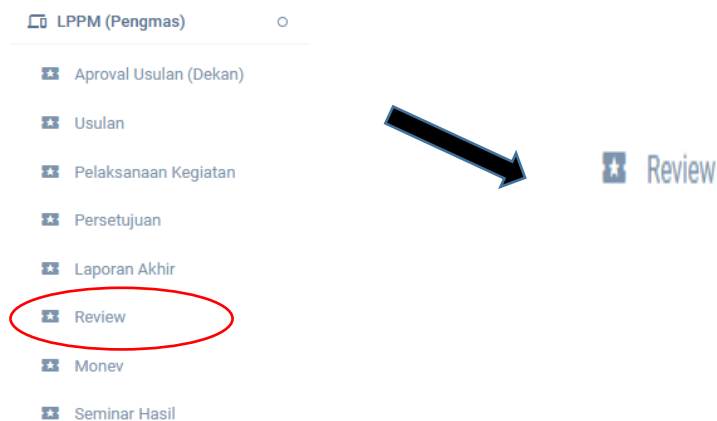 LPPM (Pengmas)
Aproval Usulan (Dekan)
Usulan
Pelaksanaan Kegiatan
Persetujuan
Laporan Akhir
Review
Monev
Seminar Hasil
Review